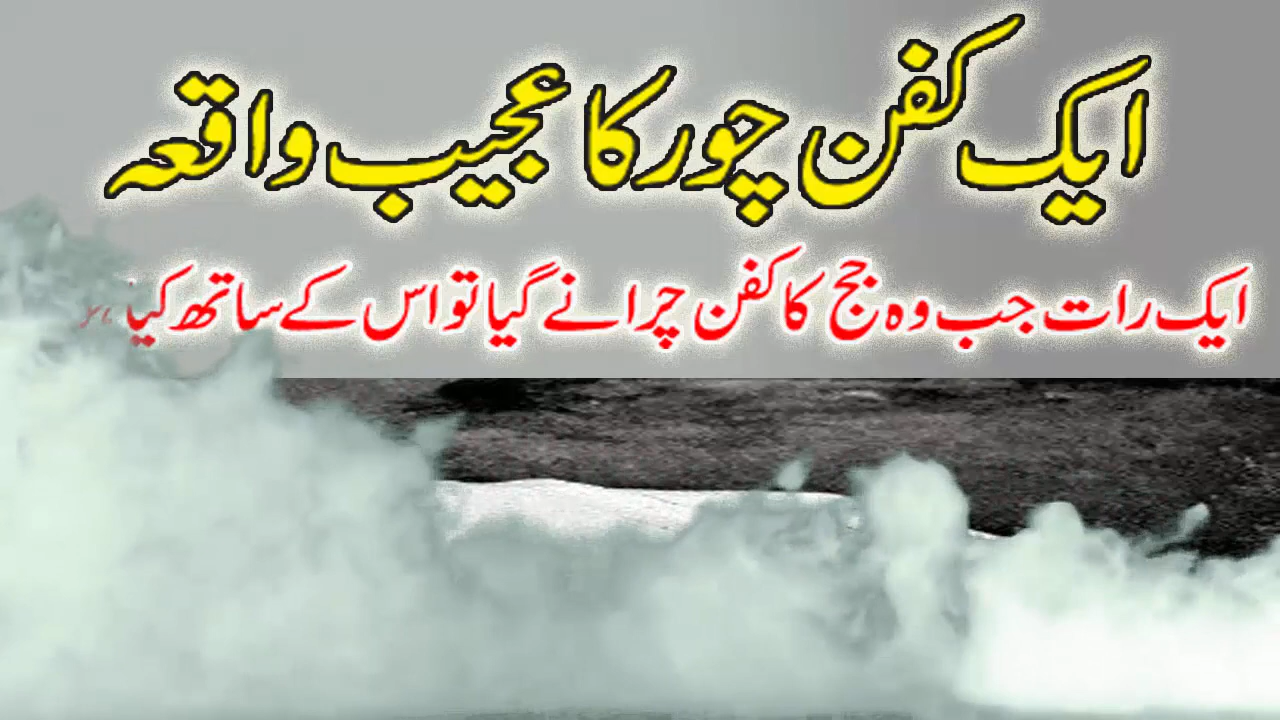 ایک کفن چور کا عجیب واقعہ
ایک رات جب وہ جج کا کفن چرانے گیا تو اس کے ساتھ کیا